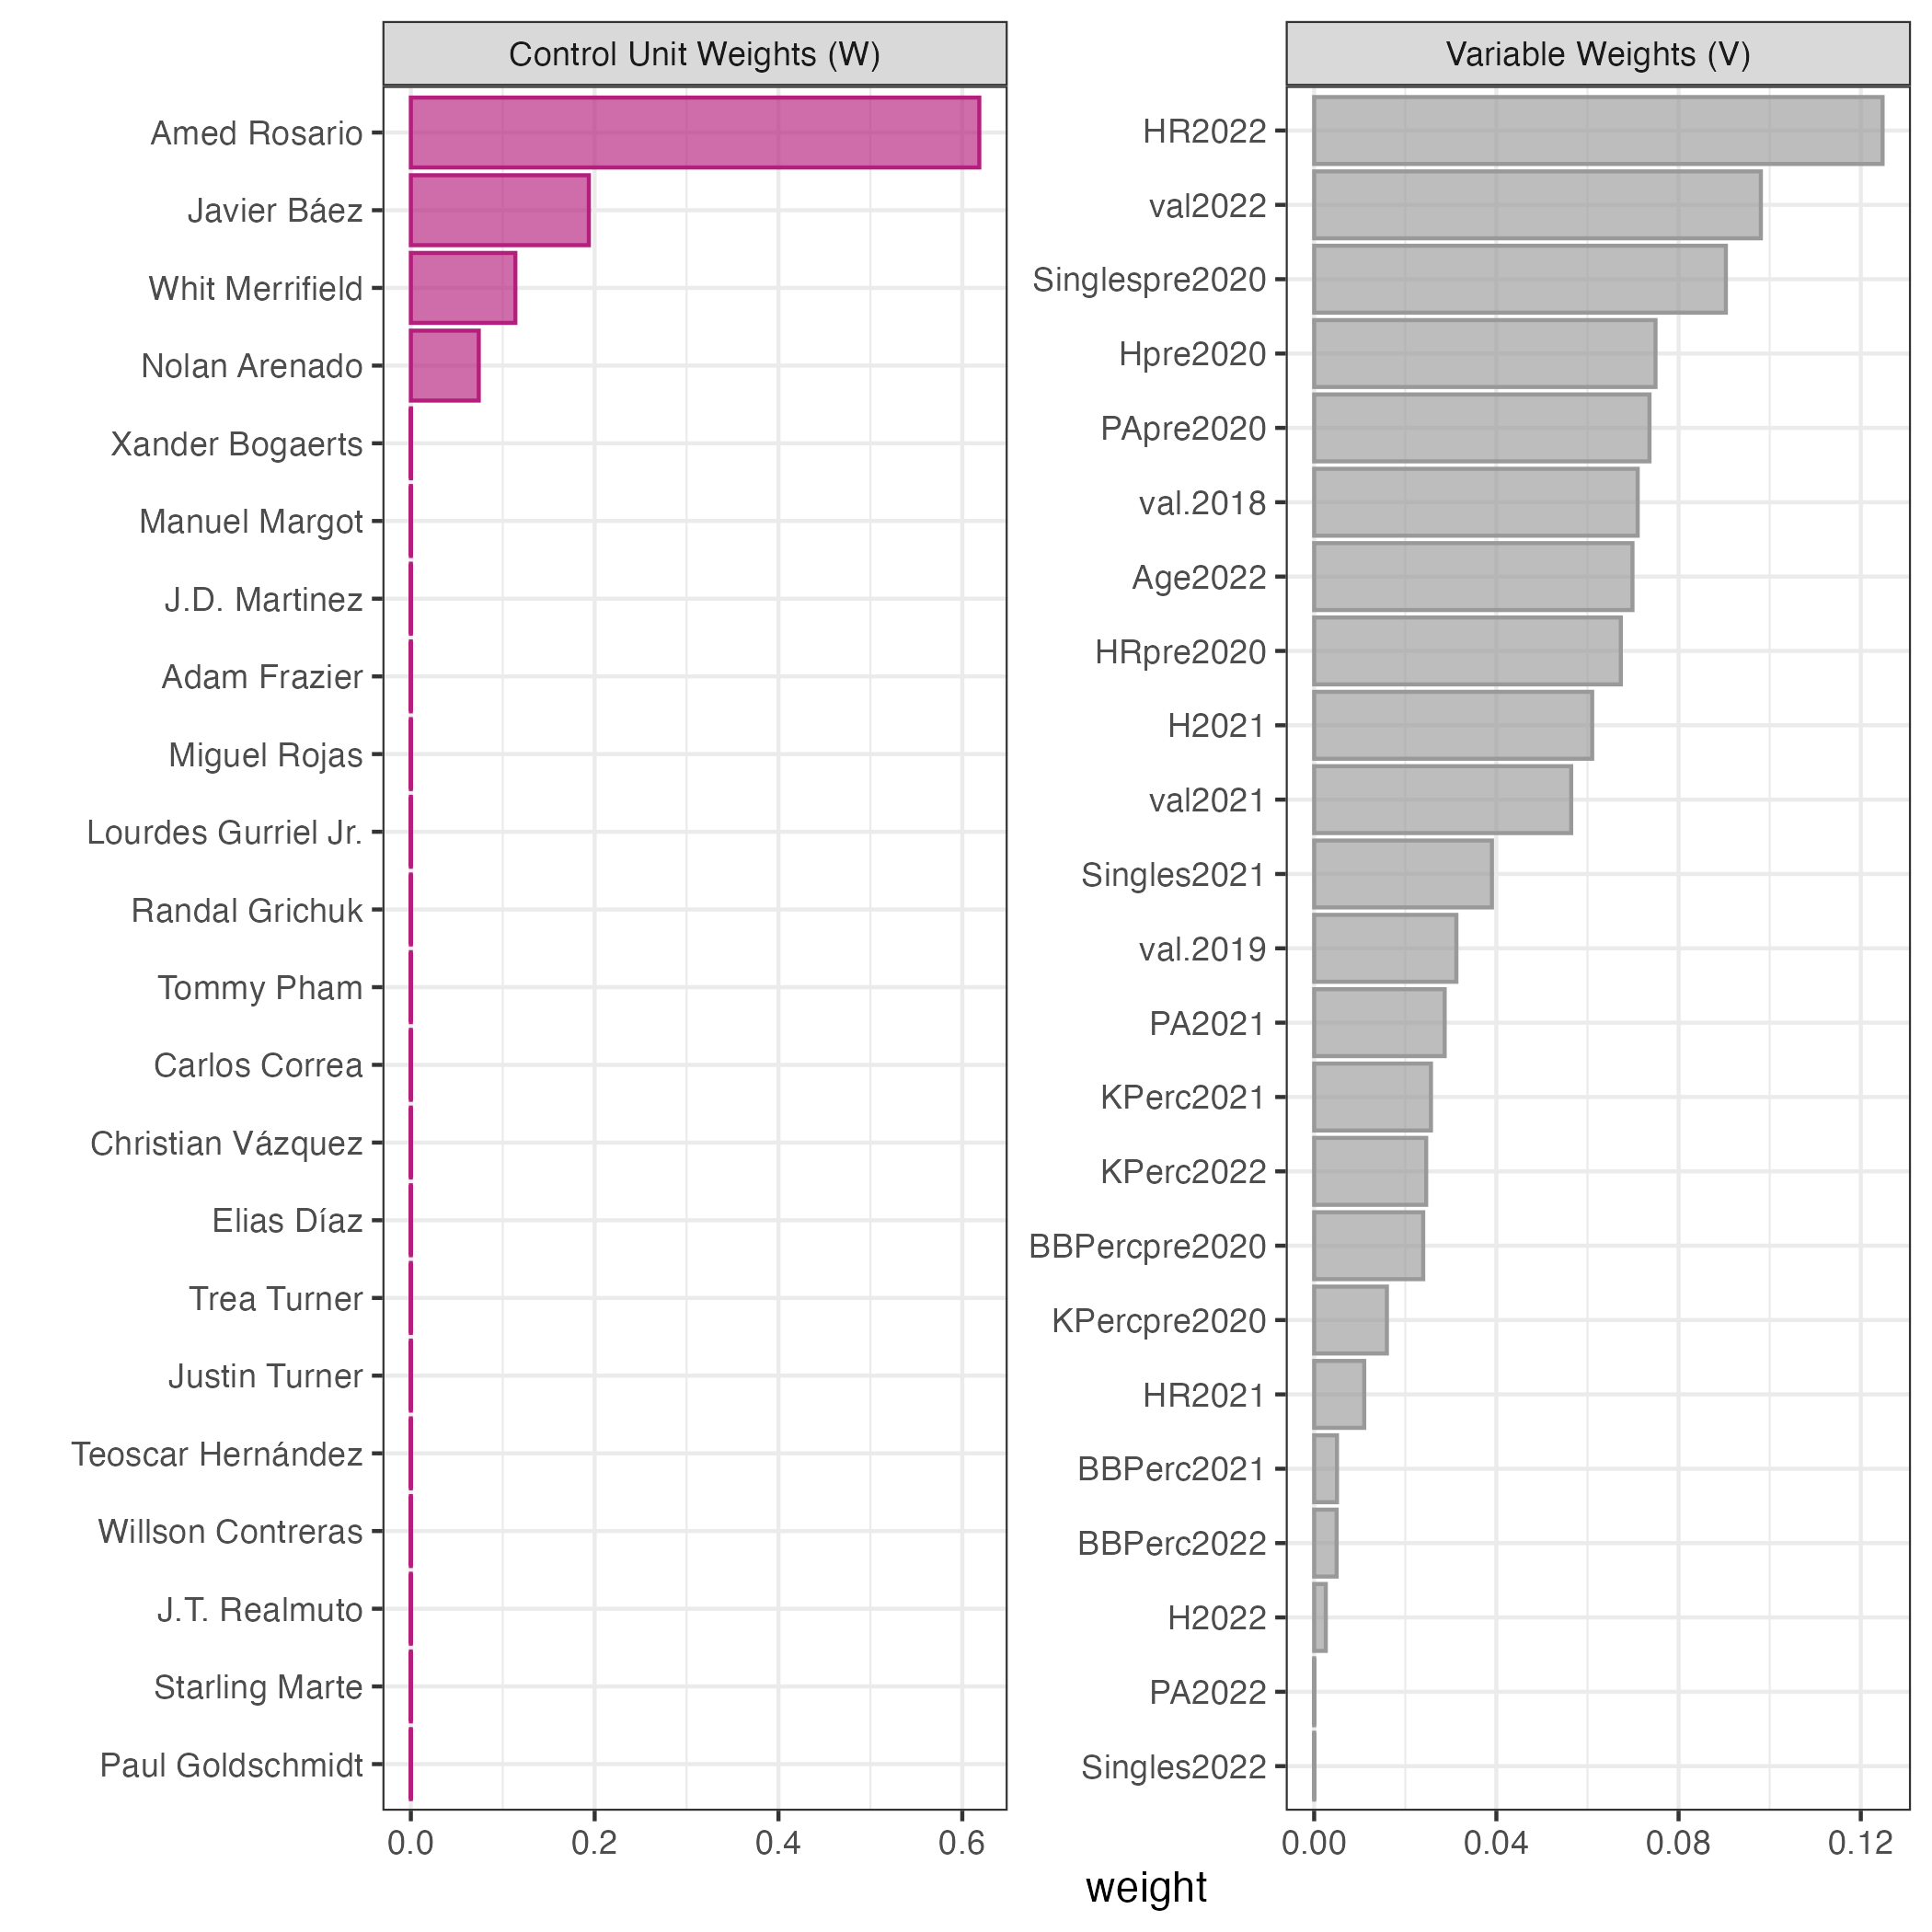 Control Unit Weights (W)
Amed Rosario
Javier Báez
Whit Merrifield
Nolan Arenado
Xander Bogaerts
Manuel Margot
J.D. Martinez
Adam Frazier
Miguel Rojas
Lourdes Gurriel Jr.
Randal Grichuk
Tommy Pham
Carlos Correa
Christian Vázquez
Elias Díaz
Trea Turner
Justin Turner
Teoscar Hernández
Willson Contreras
J.T. Realmuto
Starling Marte
Paul Goldschmidt
0.0 0.2 0.4 0.6
Variable Weights (V)
HR2022
val2022
Singlespre2020
Hpre2020
PApre2020
val.2018
Age2022
HRpre2020
H2021
val2021
Singles2021
val.2019
PA2021
KPerc2021
KPerc2022
BBPercpre2020
KPercpre2020
HR2021
BBPerc2021
BBPerc2022
H2022
PA2022
Singles2022
0.00 0.04 0.08 0.12
weight